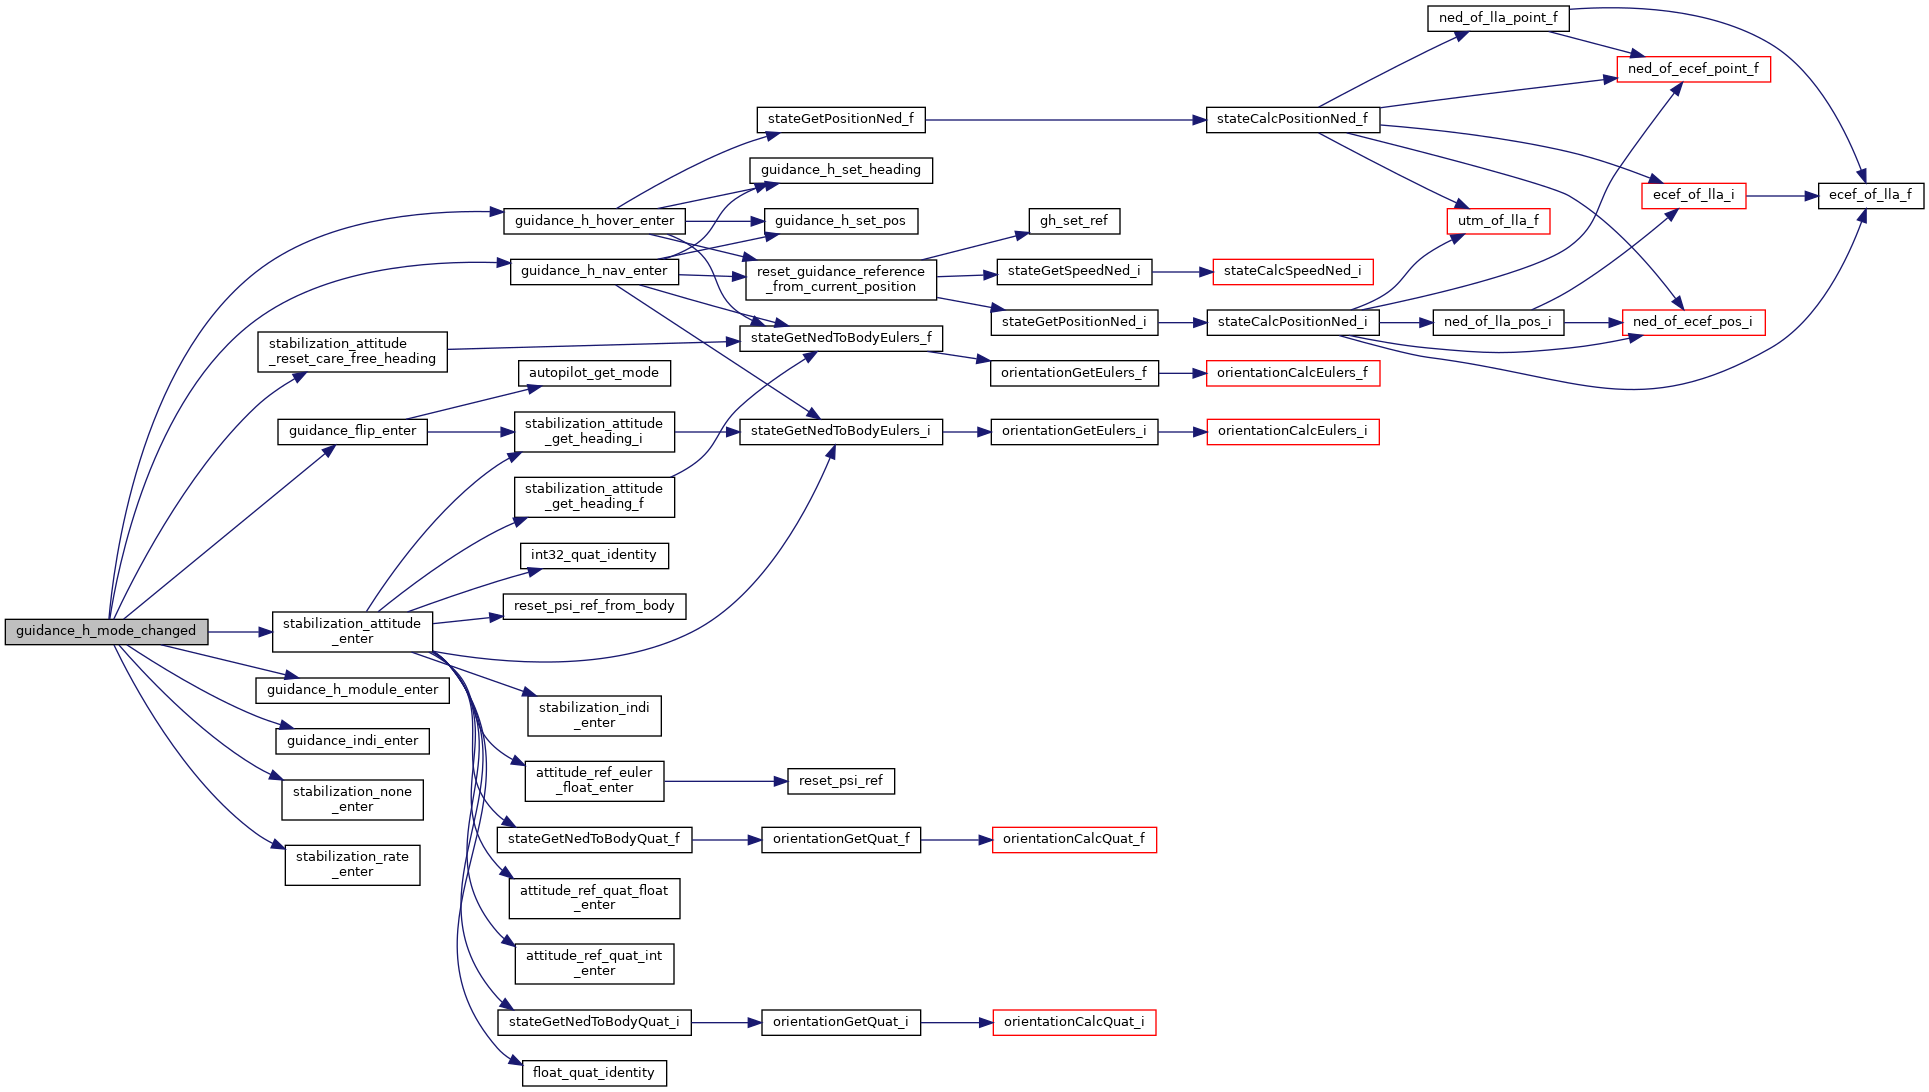 ned_of_lla_point_f
ned_of_ecef_point_f
stateGetPositionNed_f
stateCalcPositionNed_f
guidance_h_set_heading
ecef_of_lla_i
ecef_of_lla_f
guidance_h_hover_enter
guidance_h_set_pos
gh_set_ref
utm_of_lla_f
guidance_h_nav_enter
reset_guidance_reference
_from_current_position
stateGetSpeedNed_i
stateCalcSpeedNed_i
stateGetPositionNed_i
stateCalcPositionNed_i
ned_of_lla_pos_i
ned_of_ecef_pos_i
stabilization_attitude
_reset_care_free_heading
stateGetNedToBodyEulers_f
autopilot_get_mode
orientationGetEulers_f
orientationCalcEulers_f
guidance_flip_enter
stabilization_attitude
_get_heading_i
stateGetNedToBodyEulers_i
orientationGetEulers_i
orientationCalcEulers_i
stabilization_attitude
_get_heading_f
int32_quat_identity
reset_psi_ref_from_body
guidance_h_mode_changed
stabilization_attitude
_enter
guidance_h_module_enter
stabilization_indi
_enter
guidance_indi_enter
attitude_ref_euler
_float_enter
reset_psi_ref
stabilization_none
_enter
stateGetNedToBodyQuat_f
orientationGetQuat_f
orientationCalcQuat_f
stabilization_rate
_enter
attitude_ref_quat_float
_enter
attitude_ref_quat_int
_enter
stateGetNedToBodyQuat_i
orientationGetQuat_i
orientationCalcQuat_i
float_quat_identity